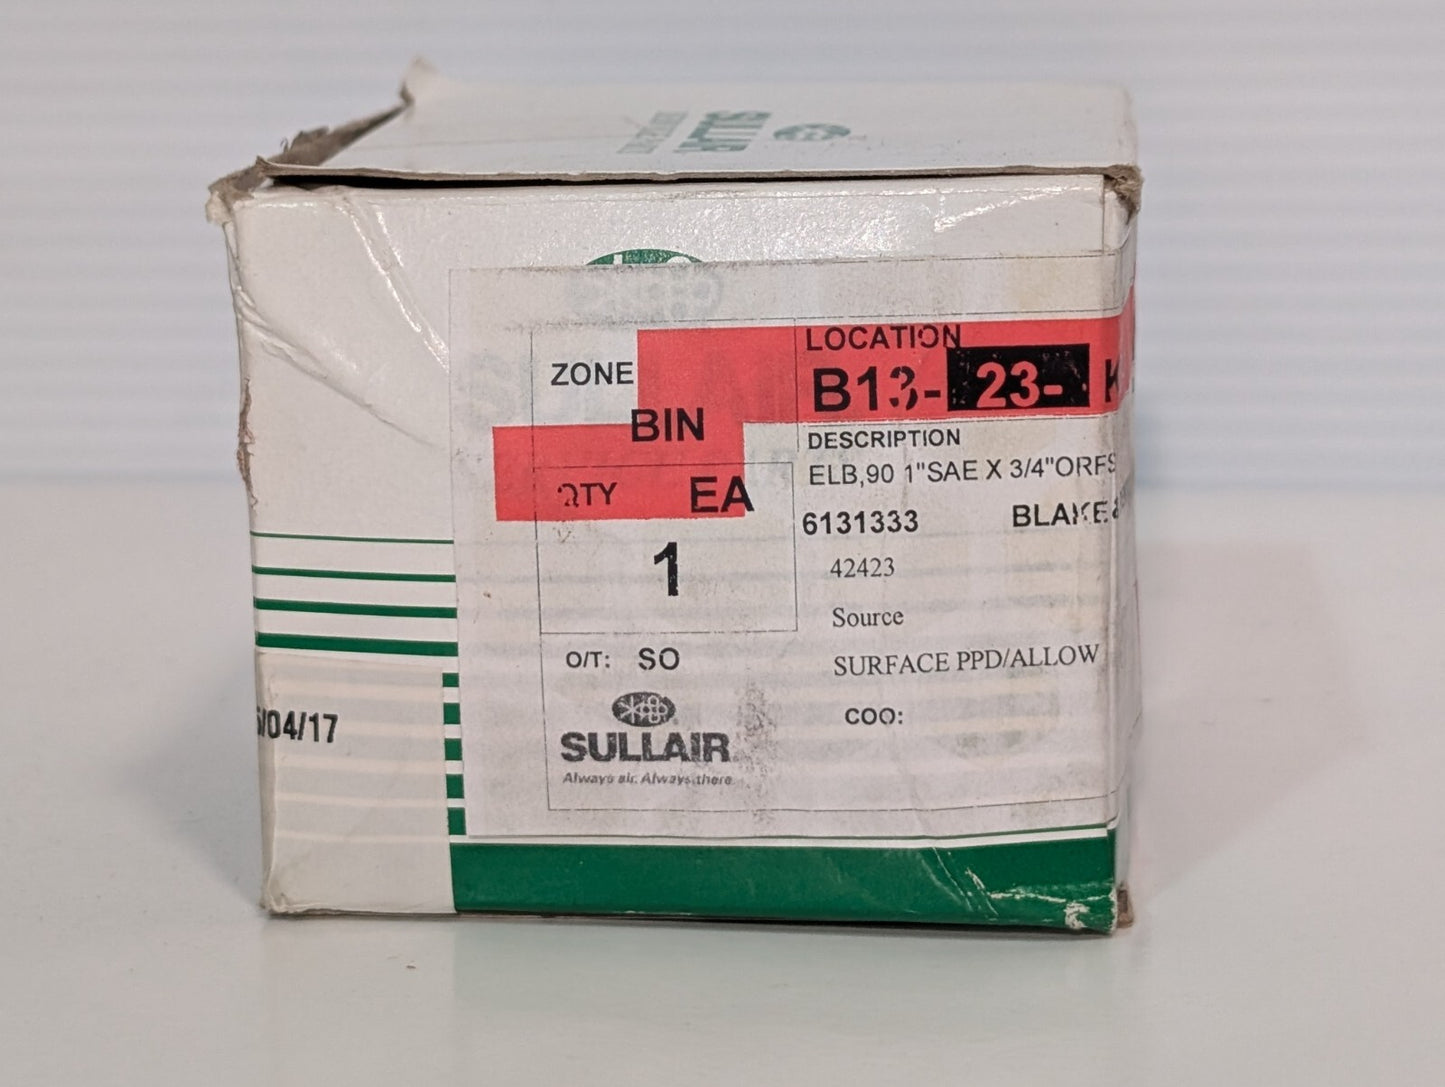 SULLAIR
ZONE
BIN
LOCATION
B13-23-
QTY
EA
1
DESCRIPTION
ELB,90 1"SAE X 3/4"ORFS
6131333
BLAKE &
42423
Source
SURFACE PPD/ALLOW
O/T: SO
COO:
SULLAIR
Always air. Always there.
/04/17